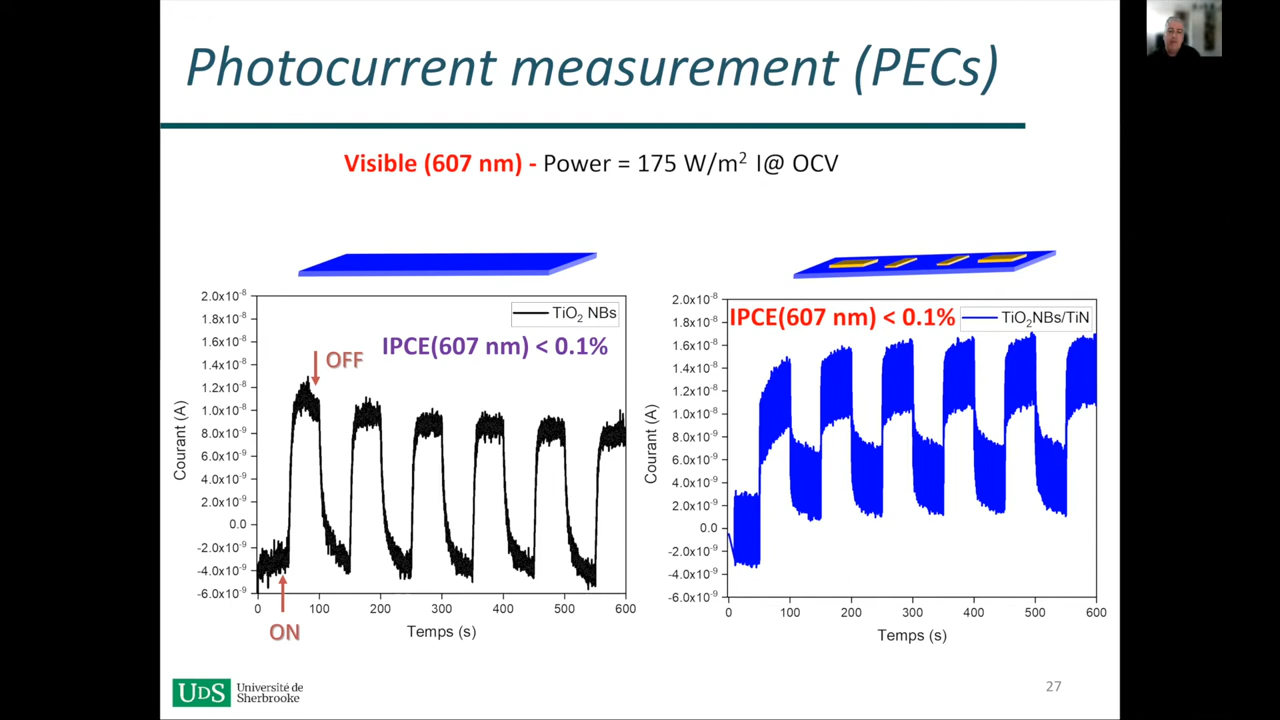 Photocurrent measurement (PECs)
Visible (607 nm) - Power = 175 W/m² I@ OCV
2.0x10⁻⁸
1.8x10⁻⁸
1.6x10⁻⁸
1.4x10⁻⁸
1.2x10⁻⁸
1.0x10⁻⁸
8.0x10⁻⁹
6.0x10⁻⁹
4.0x10⁻⁹
2.0x10⁻⁹
0.0
-2.0x10⁻⁹
-4.0x10⁻⁹
-6.0x10⁻⁹
Courant (A)
TiO₂ NBs
IPCE(607 nm) < 0.1%
OFF
ON
0 100 200 300 400 500 600
Temps (s)
2.0x10⁻⁸
1.8x10⁻⁸
1.6x10⁻⁸
1.4x10⁻⁸
1.2x10⁻⁸
1.0x10⁻⁸
8.0x10⁻⁹
6.0x10⁻⁹
4.0x10⁻⁹
2.0x10⁻⁹
0.0
-2.0x10⁻⁹
-4.0x10⁻⁹
-6.0x10⁻⁹
Courant (A)
IPCE(607 nm) < 0.1%
TiO₂NBs/TiN
0 100 200 300 400 500 600
Temps (s)
UDS
Université de
Sherbrooke
27